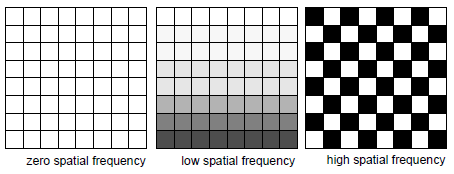 zero spatial frequency
low spatial frequency
high spatial frequency